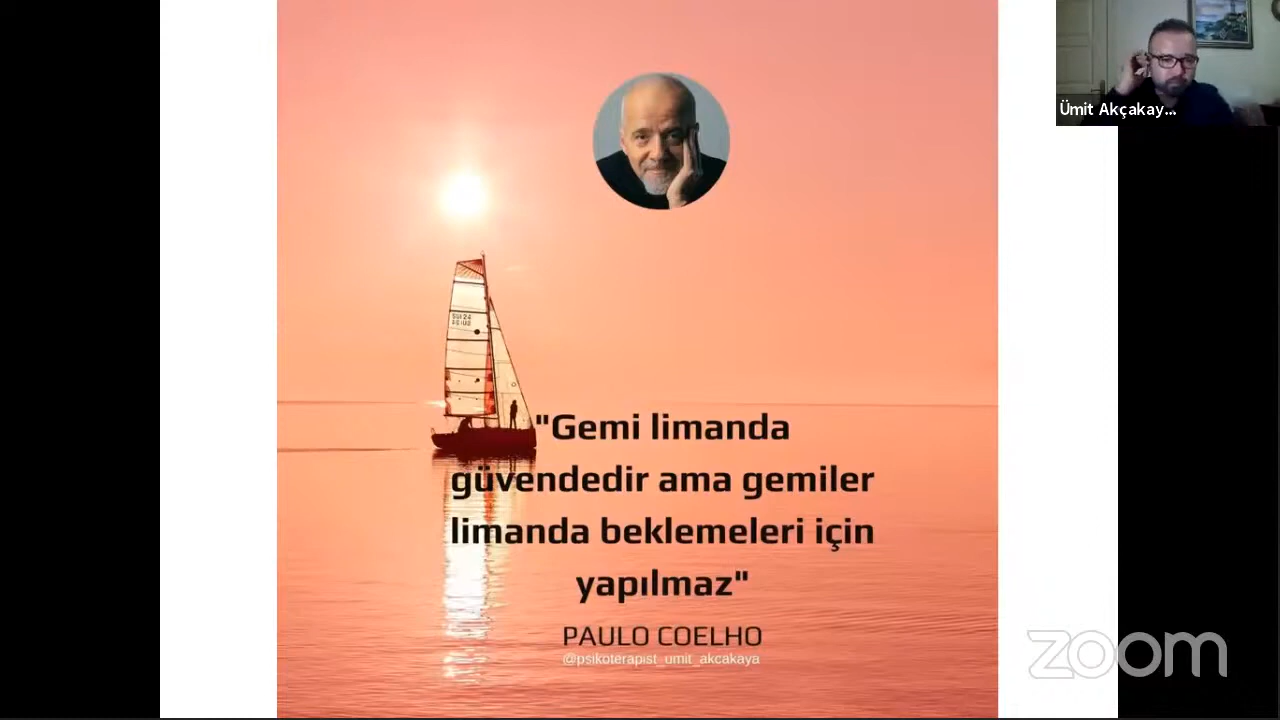 Ümit Akçakay...
"Gemi limanda
güvendedir ama gemiler
limanda beklemeleri için
yapılmaz"
PAULO COELHO
@psikoterapist_umit_akcakaya
zoom